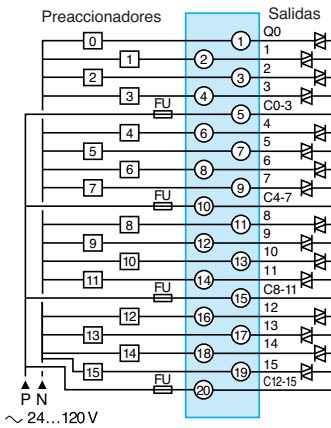 Preaccionadores Salidas
0 1 Q0
1 2 1
2 3 2
3 4 3
FU 5 C0-3
4 6 4
5 7 5
6 8 6
7 9 7
FU 10 C4-7
8 11 8
9 12 9
10 13 10
11 14 11
FU 15 C8-11
12 16 12
13 17 13
14 18 14
15 19 15
FU 20 C12-15
P N
~ 24...120 V